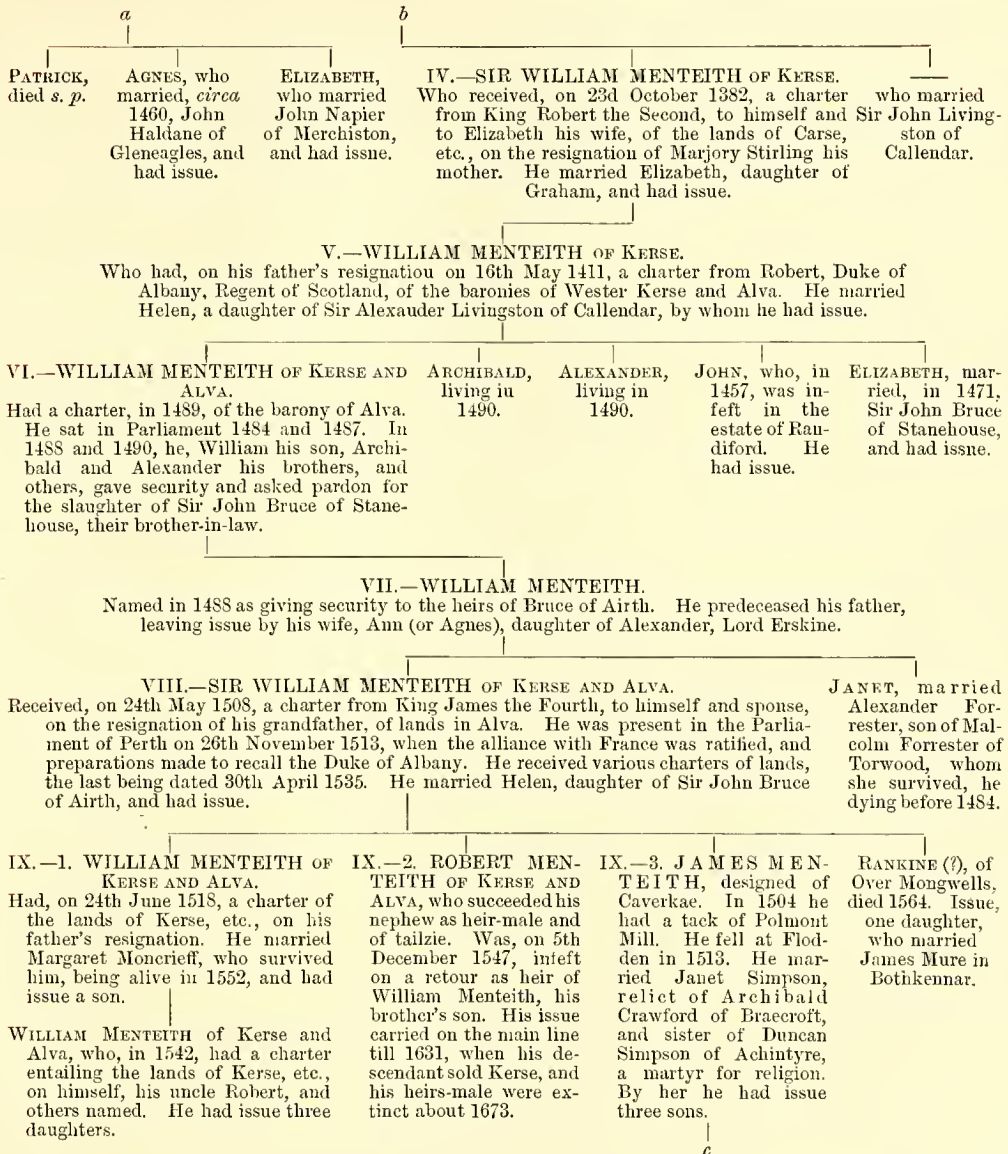 a
b
PATRICK,
died s. p.
AGNES, who
married, circa
1460, John
Haldane of
Gleneagles, and
had issue.
ELIZABETH,
who married
John Napier
of Merchiston,
and had issue.
IV.—SIR WILLIAM MENTEITH OF KERSE.
Who received, on 23d October 1382, a charter
from King Robert the Second, to himself and
to Elizabeth his wife, of the lands of Carse,
etc., on the resignation of Marjory Stirling his
mother. He married Elizabeth, daughter of
Graham, and had issue.
——
who married
Sir John Living-
ston of
Callendar.
V.—WILLIAM MENTEITH OF KERSE.
Who had, on his father's resignation on 16th May 1411, a charter from Robert, Duke of
Albany, Regent of Scotland, of the baronies of Wester Kerse and Alva. He married
Helen, a daughter of Sir Alexander Livingston of Callendar, by whom he had issue.
VI.—WILLIAM MENTEITH OF KERSE AND
ALVA.
Had a charter, in 1489, of the barony of Alva.
He sat in Parliament 1484 and 1487. In
1488 and 1490, he, William his son, Archi-
bald and Alexander his brothers, and
others, gave security and asked pardon for
the slaughter of Sir John Bruce of Stane-
house, their brother-in-law.
ARCHIBALD,
living in
1490.
ALEXANDER,
living in
1490.
JOHN, who, in
1457, was in-
feft in the
estate of Ran-
diford. He
had issue.
ELIZABETH, mar-
ried, in 1471,
Sir John Bruce
of Stanehouse,
and had issue.
VII.—WILLIAM MENTEITH.
Named in 1488 as giving security to the heirs of Bruce of Airth. He predeceased his father,
leaving issue by his wife, Ann (or Agnes), daughter of Alexander, Lord Erskine.
VIII.—SIR WILLIAM MENTEITH OF KERSE AND ALVA.
Received, on 24th May 1508, a charter from King James the Fourth, to himself and spouse,
on the resignation of his grandfather, of lands in Alva. He was present in the Parlia-
ment of Perth on 26th November 1513, when the alliance with France was ratified, and
preparations made to recall the Duke of Albany. He received various charters of lands,
the last being dated 30th April 1535. He married Helen, daughter of Sir John Bruce
of Airth, and had issue.
JANET, married
Alexander For-
rester, son of Mal-
colm Forrester of
Torwood, whom
she survived, he
dying before 1484.
IX.—1. WILLIAM MENTEITH OF
KERSE AND ALVA.
Had, on 24th June 1518, a charter of
the lands of Kerse, etc., on his
father's resignation. He married
Margaret Moncrieff, who survived
him, being alive in 1552, and had
issue a son.
WILLIAM MENTEITH of Kerse and
Alva, who, in 1542, had a charter
entailing the lands of Kerse, etc.,
on himself, his uncle Robert, and
others named. He had issue three
daughters.
IX.—2. ROBERT MEN-
TEITH OF KERSE AND
ALVA, who succeeded his
nephew as heir-male and
of tailzie. Was, on 5th
December 1547, infeft
on a retour as heir of
William Menteith, his
brother's son. His issue
carried on the main line
till 1631, when his de-
scendant sold Kerse, and
his heirs-male were ex-
tinct about 1673.
IX.—3. JAMES MEN-
TEITH, designed of
Caverkae. In 1504 he
had a tack of Polmont
Mill. He fell at Flod-
den in 1513. He mar-
ried Janet Simpson,
relict of Archibald
Crawford of Braecroft,
and sister of Duncan
Simpson of Achintyre,
a martyr for religion.
By her he had issue
three sons.
RANKINE (?), of
Over Mongwells,
died 1564. Issue,
one daughter,
who married
James Mure in
Bothkennar.
c